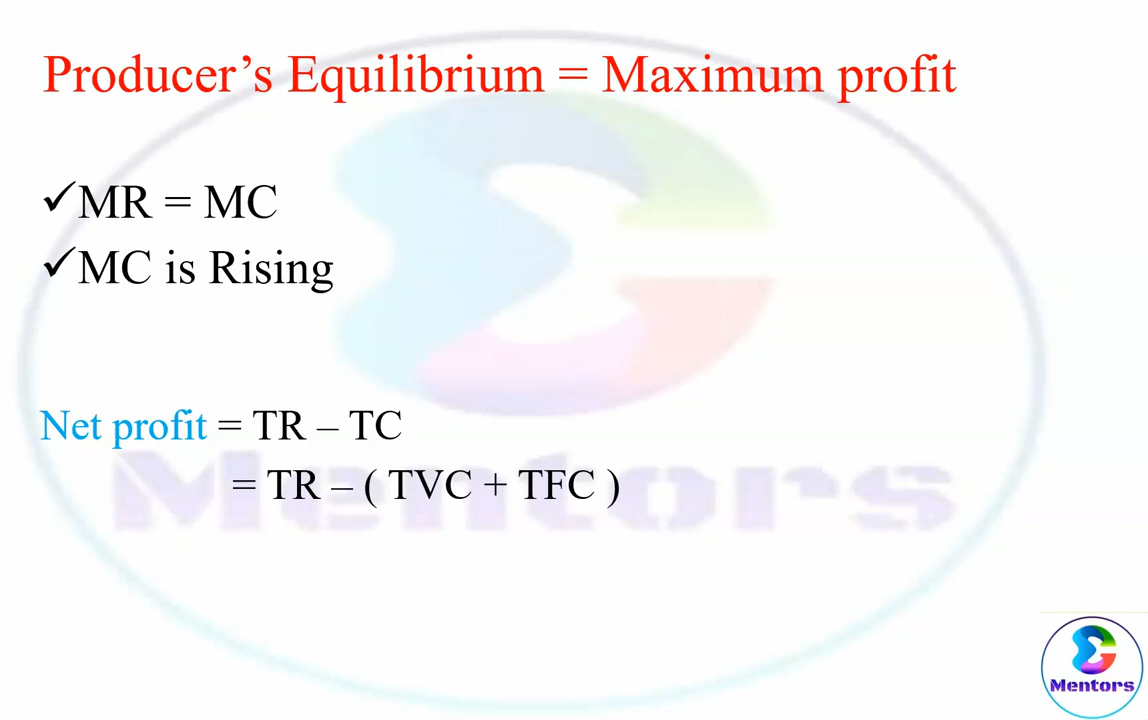 Producer’s Equilibrium = Maximum profit
✓MR = MC
✓MC is Rising
Net profit = TR – TC
= TR – ( TVC + TFC )
Mentors
Mentors